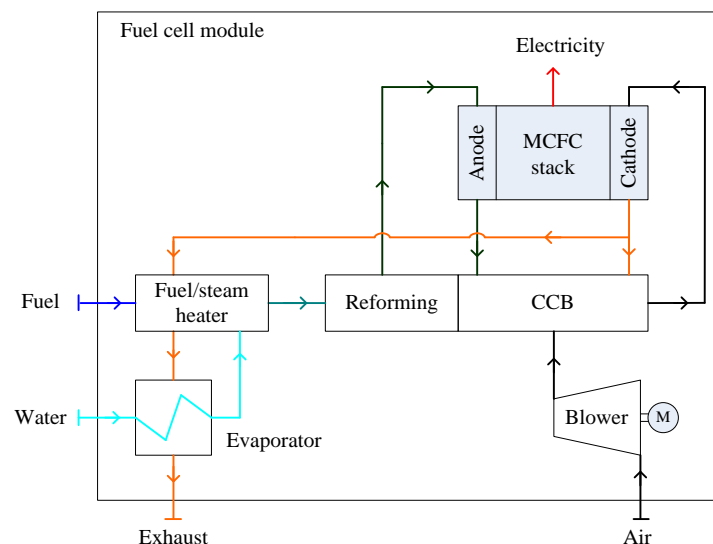 Fuel cell module
Electricity
Anode
MCFC
stack
Cathode
Fuel
Fuel/steam
heater
Reforming
CCB
Water
Evaporator
Blower
M
Exhaust
Air